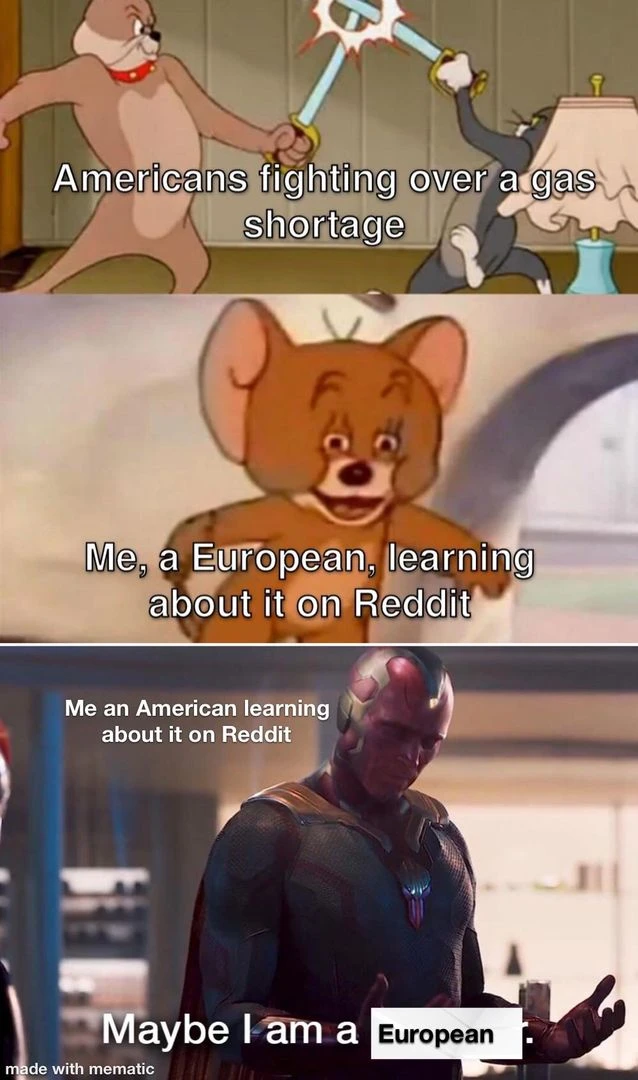 Americans fighting over a gas
shortage
Me, a European, learning
about it on Reddit
Me an American learning
about it on Reddit
Maybe I am a European r.
made with mematic